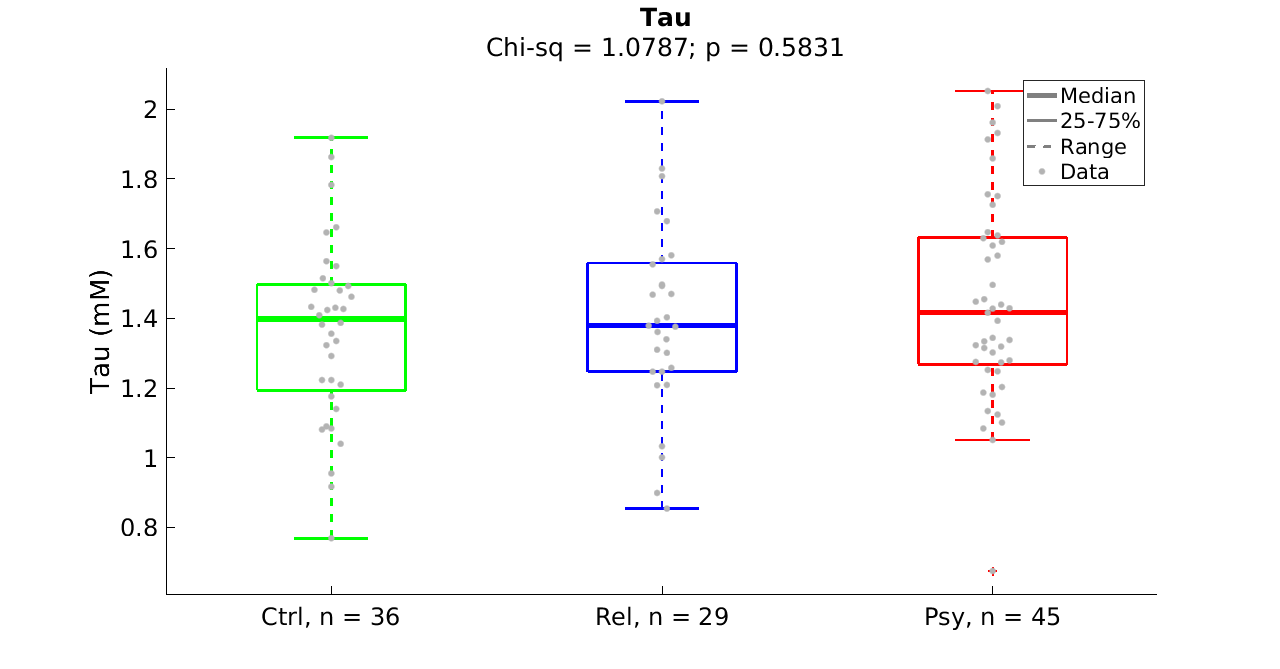 Tau
Chi-sq = 1.0787; p = 0.5831
Tau (mM)
2
1.8
1.6
1.4
1.2
1
0.8
Median
25-75%
Range
Data
Ctrl, n = 36
Rel, n = 29
Psy, n = 45